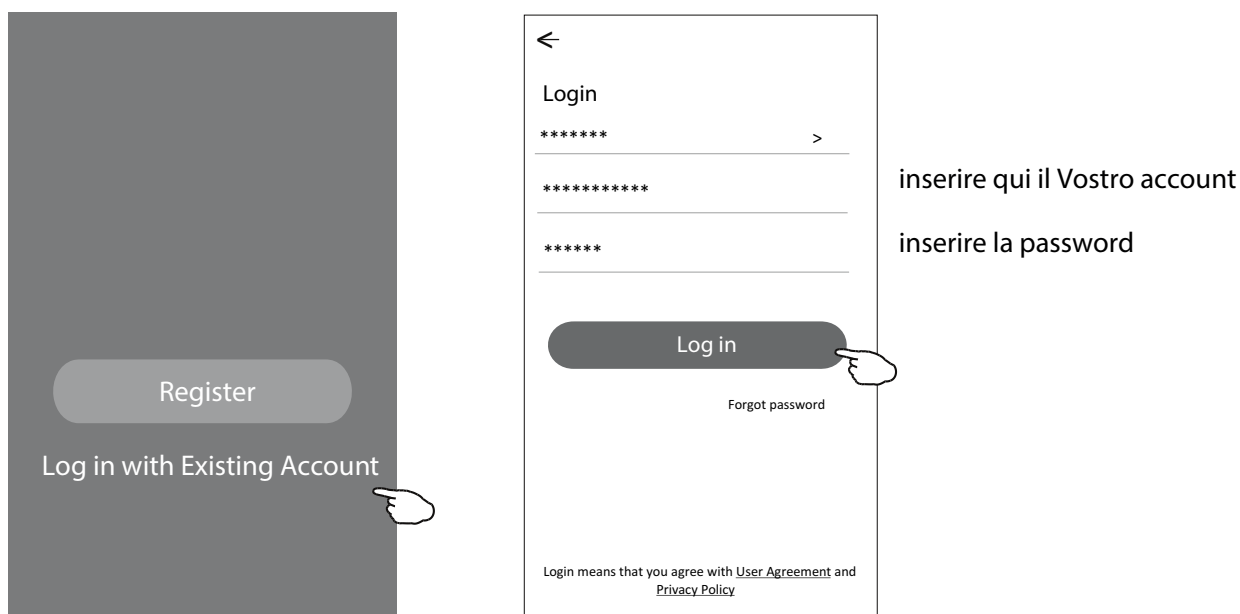 Register
Log in with Existing Account
Login
******* >
***********
inserire qui il Vostro account
******
inserire la password
Log in
Forgot password
Login means that you agree with User Agreement and
Privacy Policy